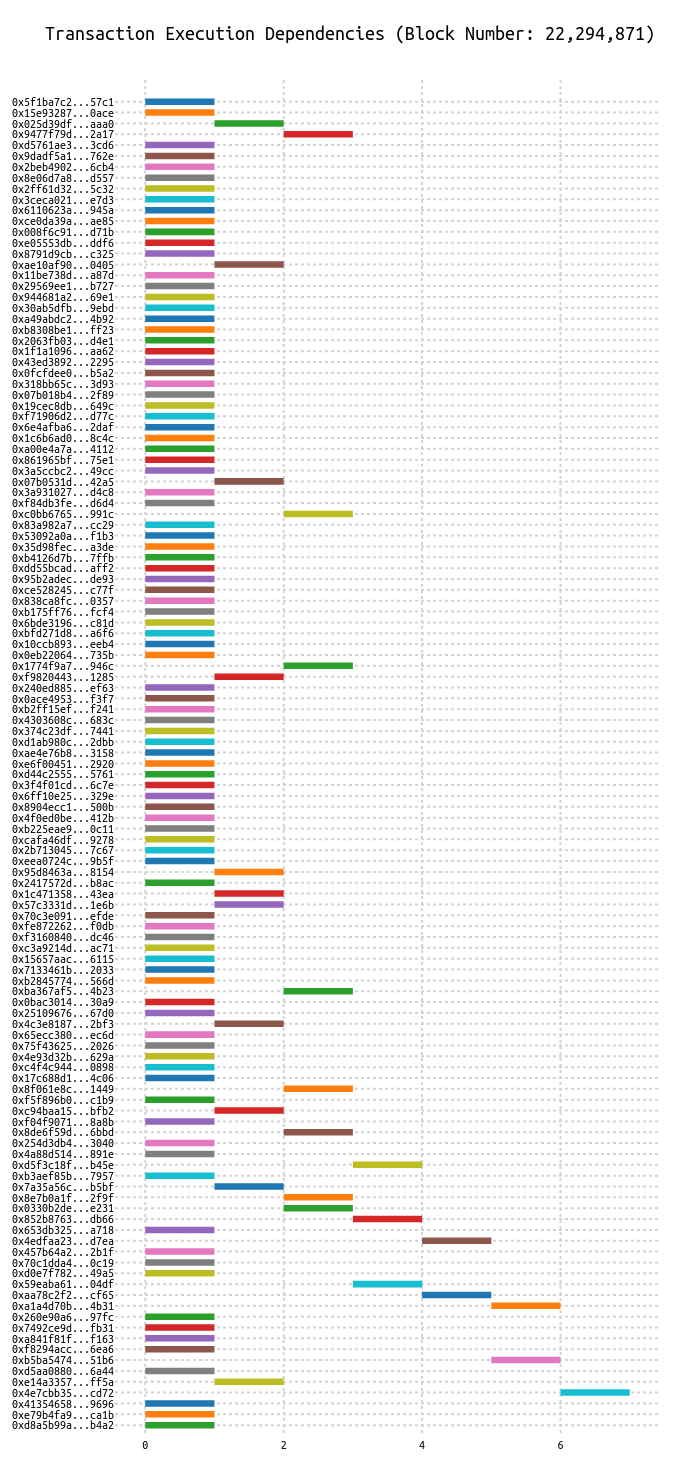 Transaction Execution Dependencies (Block Number: 22,294,871)
0x5f1ba7c2...57c1
0x15e93287...0ace
0x025d39df...aaa0
0x9477f79d...2a17
0xd5761ae3...3cd6
0x9dadf5a1...762e
0x2beb4902...6cb4
0x8e06d7a8...d557
0x2ff61d32...5c32
0x3ceca021...e7d3
0x6110623a...945a
0xce0da39a...ae85
0x008f6c91...d71b
0xe05553db...ddf6
0x8791d9cb...c325
0xae10af90...0405
0x11be738d...a87d
0x29569ee1...b727
0x944681a2...69e1
0x30ab5dfb...9ebd
0xa49abdc2...4b92
0xb8308be1...ff23
0x2063fb03...d4e1
0x1f1a1096...aa62
0x43ed3892...2295
0x0fcfdee0...b5a2
0x318bb65c...3d93
0x07b018b4...2f89
0x19cec8db...649c
0xf71906d2...d77c
0x6e4afba6...2daf
0x1c6b6ad0...8c4c
0xa00e4a7a...4112
0x861965bf...75e1
0x3a5ccbc2...49cc
0x07b0531d...42a5
0x3a931027...d4c8
0xf84db3fe...d6d4
0xc0bb6765...991c
0x83a982a7...cc29
0x53092a0a...f1b3
0x35d98fec...a3de
0xb4126d7b...7ffb
0xdd55bcad...aff2
0x95b2adec...de93
0xce528245...c77f
0x838ca8fc...0357
0xb175ff76...fcf4
0x6bde3196...c81d
0xbfd271d8...a6f6
0x10ccb893...eeb4
0x0eb22064...735b
0x1774f9a7...946c
0xf9820443...1285
0x240ed885...ef63
0x0ace4953...f3f7
0xb2ff15ef...f241
0x4303608c...683c
0x374c23df...7441
0xd1ab980c...2dbb
0xae4e76b8...3158
0xe6f00451...2920
0xd44c2555...5761
0x3f4f01cd...6c7e
0x6ff10e25...329e
0x8904ecc1...500b
0x4f0ed0be...412b
0xb225eae9...0c11
0xcafa46df...9278
0x2b713045...7c67
0xeea0724c...9b5f
0x95d8463a...8154
0x2417572d...b8ac
0x1c471358...43ea
0x57c3331d...1e6b
0x70c3e091...efde
0xfe872262...f0db
0xf3160840...dc46
0xc3a9214d...ac71
0x15657aac...6115
0x7133461b...2033
0xb2845774...566d
0xba367af5...4b23
0x0bac3014...30a9
0x25109676...67d0
0x4c3e8187...2bf3
0x65ecc380...ec6d
0x75f43625...2026
0x4e93d32b...629a
0xc4f4c944...0898
0x17c688d1...4c06
0x8f061e8c...1449
0xf5f896b0...c1b9
0xc94baa15...bfb2
0xf04f9071...8a8b
0x8de6f59d...6bbd
0x254d3db4...3040
0x4a88d514...891e
0xd5f3c18f...b45e
0xb3aef85b...7957
0x7a35a56c...b5bf
0x8e7b0a1f...2f9f
0x0330b2de...e231
0x852b8763...db66
0x653db325...a718
0x4edfaa23...d7ea
0x457b64a2...2b1f
0x70c1dda4...0c19
0xd0e7f782...49a5
0x59eaba61...04df
0xaa78c2f2...cf65
0xa1a4d70b...4b31
0x260e90a6...97fc
0x7492ce9d...fb31
0xa841f81f...f163
0xf8294acc...6ea6
0xb5ba5474...51b6
0xd5aa0880...6a44
0xe14a3357...ff5a
0x4e7cbb35...cd72
0x41354658...9696
0xe79b4fa9...ca1b
0xd8a5b99a...b4a2
0 2 4 6